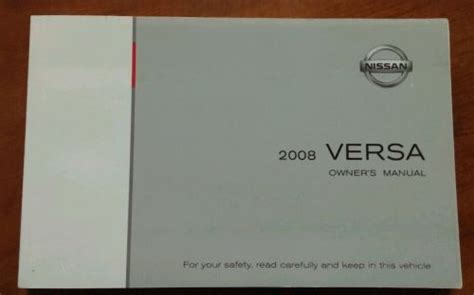 NISSAN
2008 VERSA
OWNER'S MANUAL
For your safety, read carefully and keep in this vehicle